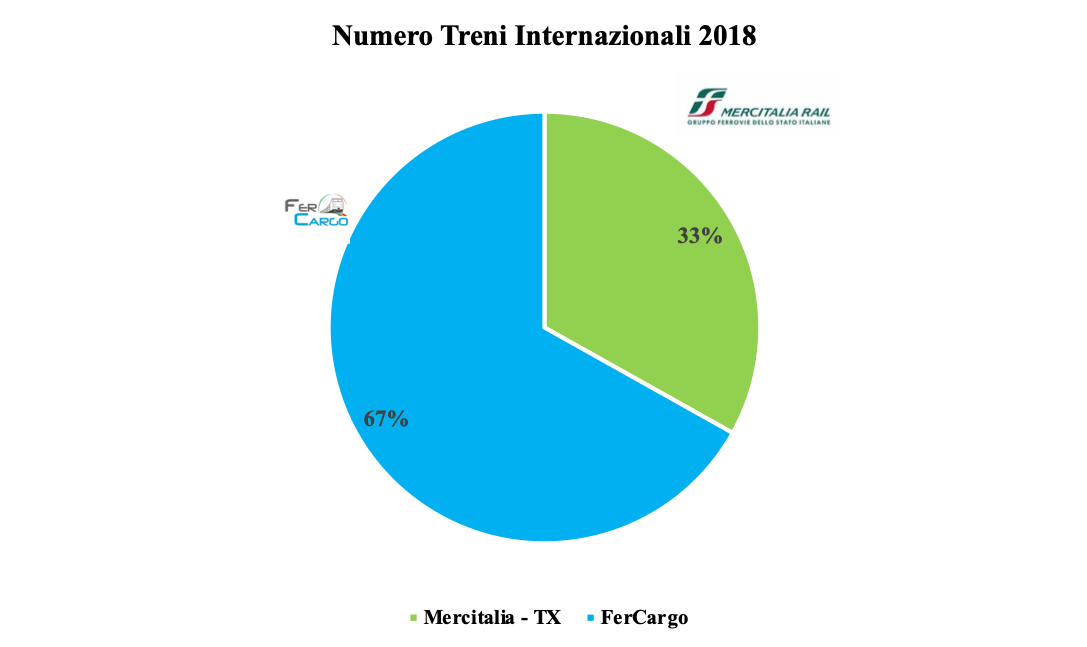 Numero Treni Internazionali 2018
MERCITALIA RAIL
GRUPPO FERROVIE DELLO STATO ITALIANE
FER
CARGO
33%
67%
Mercitalia - TX FerCargo